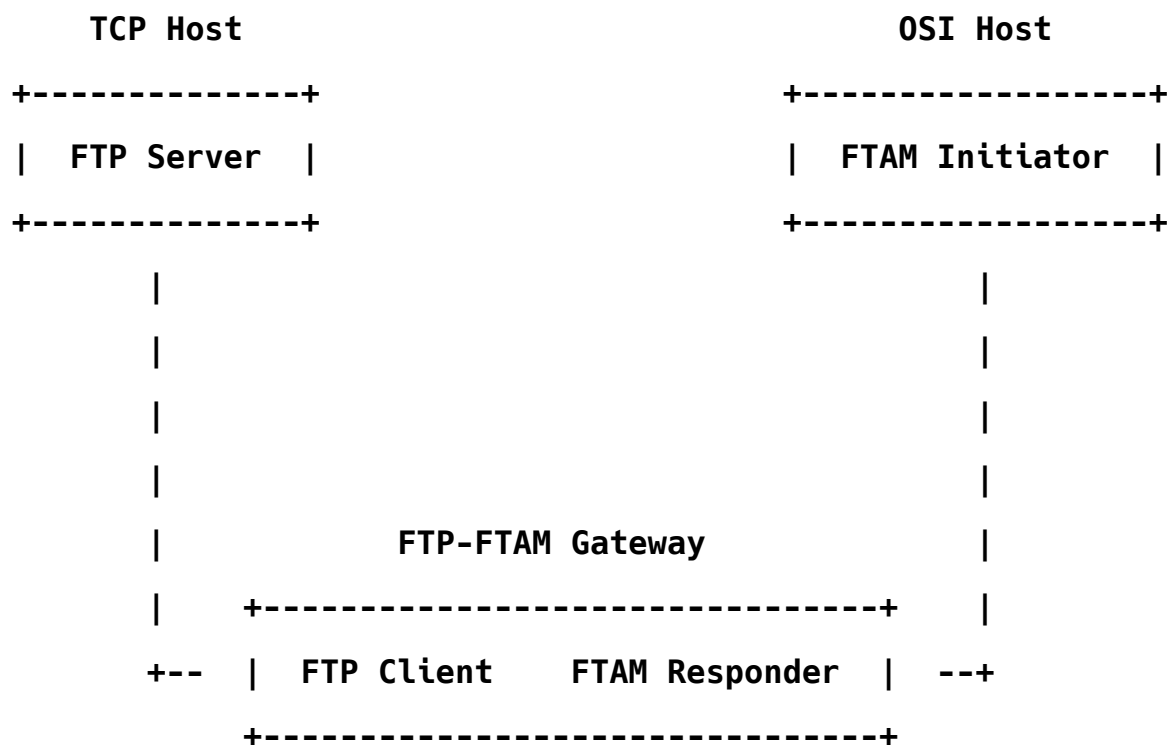 TCP Host OSI Host
+--------------+ +------------------+
| FTP Server | | FTAM Initiator |
+--------------+ +------------------+
| |
| |
| |
| |
| FTP-FTAM Gateway |
| +--------------------------------+ |
+-- | FTP Client FTAM Responder | --+
+--------------------------------+